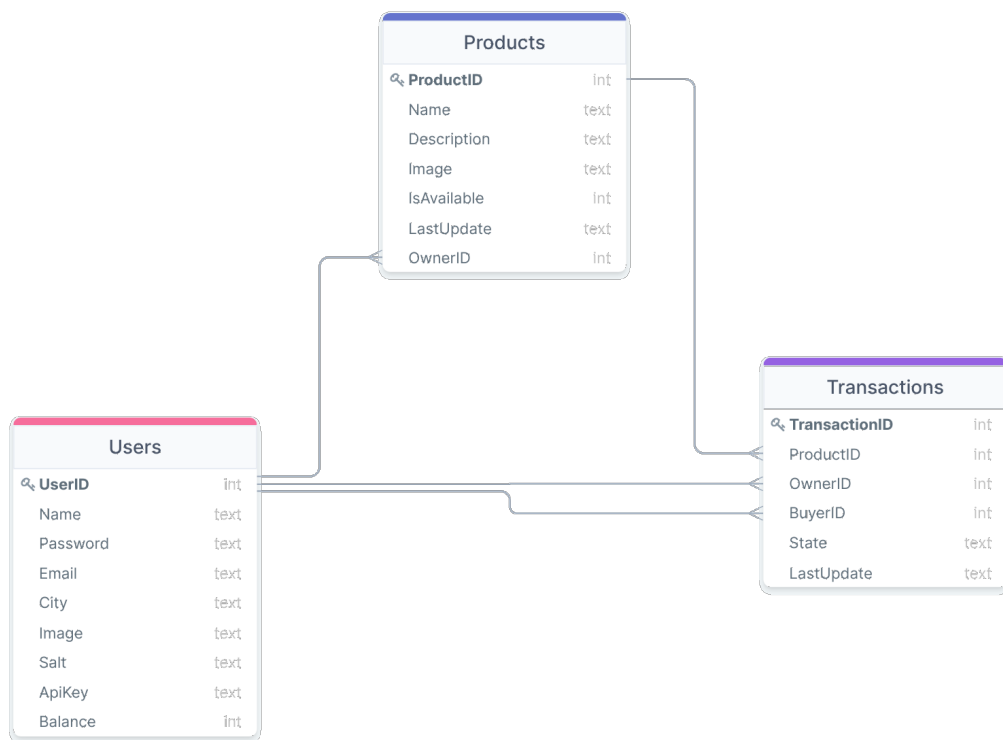 Products
ProductID int
Name text
Description text
Image text
IsAvailable int
LastUpdate text
OwnerID int
Transactions
TransactionID int
ProductID int
OwnerID int
BuyerID int
State text
LastUpdate text
Users
UserID int
Name text
Password text
Email text
City text
Image text
Salt text
ApiKey text
Balance int